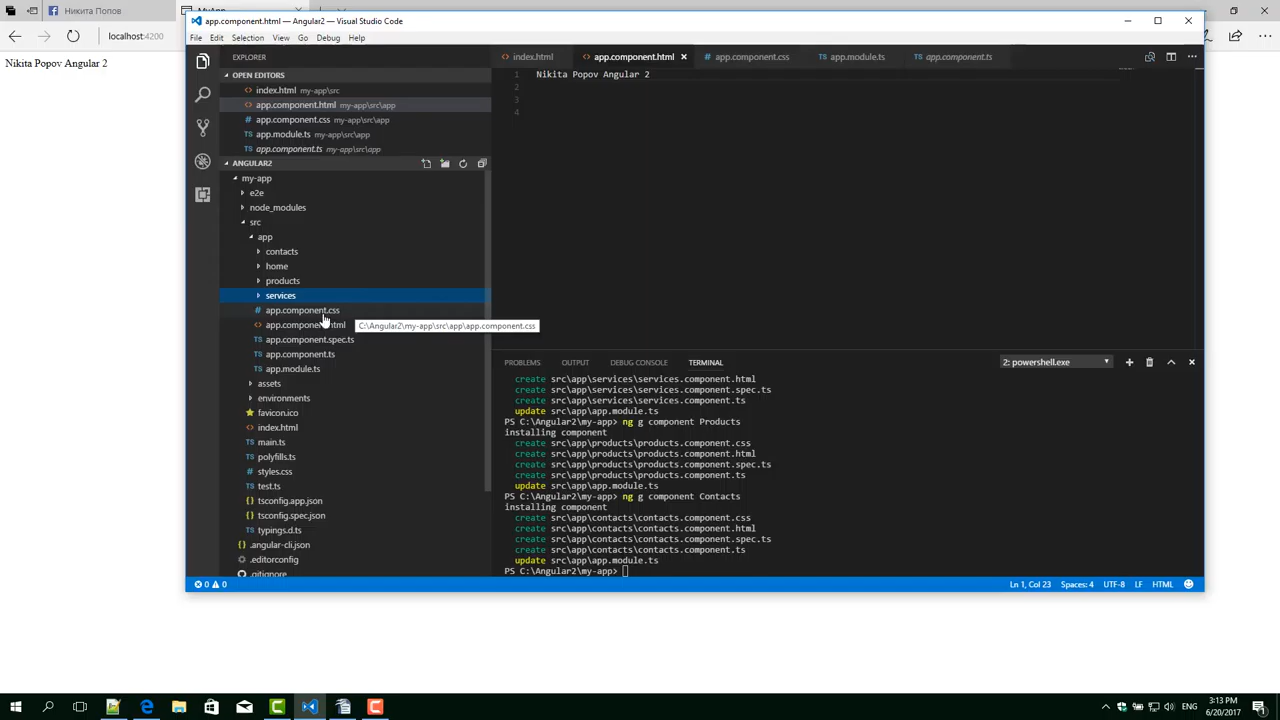 Никита Попов
MyApp
localhost:4200
Nikita Popov Angular 2
app.component.html — Angular2 — Visual Studio Code
File Edit Selection View Go Debug Help
EXPLORER
OPEN EDITORS
index.html my-app\src
app.component.html my-app\src\app
app.component.css my-app\src\app
TS app.module.ts my-app\src\app
TS app.component.ts my-app\src\app
ANGULAR2
my-app
e2e
node_modules
src
app
contacts
home
products
services
# app.component.css
<> app.component.html
TS app.component.spec.ts
TS app.component.ts
TS app.module.ts
assets
environments
favicon.ico
<> index.html
TS main.ts
TS polyfills.ts
# styles.css
TS test.ts
{} tsconfig.app.json
{} tsconfig.spec.json
TS typings.d.ts
{} .angular-cli.json
.editorconfig
.gitignore
C:\Angular2\my-app\src\app\app.component.css
<> index.html <> app.component.html # app.component.css TS app.module.ts TS app.component.ts
1 Nikita Popov Angular 2
2
3
4
PROBLEMS OUTPUT DEBUG CONSOLE TERMINAL 2: powershell.exe
create src\app\services\services.component.html
create src\app\services\services.component.spec.ts
create src\app\services\services.component.ts
update src\app\app.module.ts
PS C:\Angular2\my-app> ng g component Products
installing component
create src\app\products\products.component.css
create src\app\products\products.component.html
create src\app\products\products.component.spec.ts
create src\app\products\products.component.ts
update src\app\app.module.ts
PS C:\Angular2\my-app> ng g component Contacts
installing component
create src\app\contacts\contacts.component.css
create src\app\contacts\contacts.component.html
create src\app\contacts\contacts.component.spec.ts
create src\app\contacts\contacts.component.ts
update src\app\app.module.ts
PS C:\Angular2\my-app>
0 0 Ln 1, Col 23 Spaces: 4 UTF-8 LF HTML
ENG 3:13 PM
6/20/2017